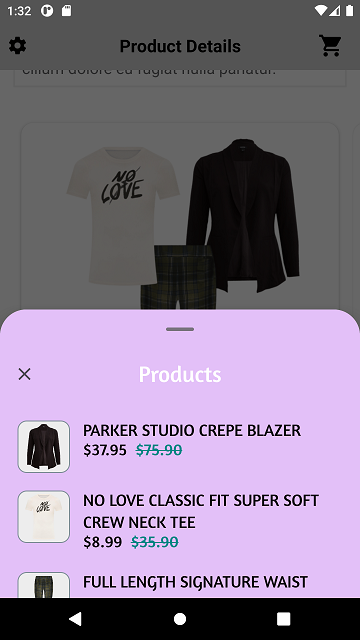 1:32
Product Details
cillum dolore eu fugiat nulla pariatur.
NO
LOVE
Products
PARKER STUDIO CREPE BLAZER
$37.95 $75.90
NO LOVE CLASSIC FIT SUPER SOFT
CREW NECK TEE
$8.99 $35.90
FULL LENGTH SIGNATURE WAIST